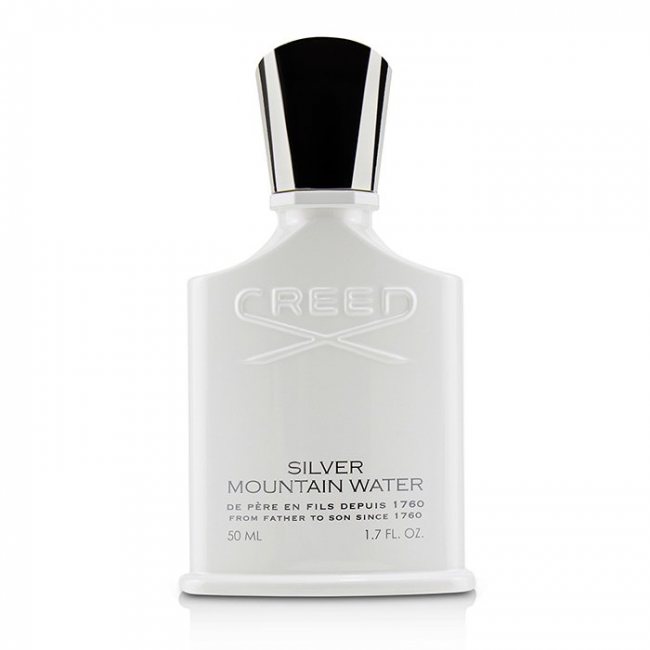 CREED
SILVER
MOUNTAIN WATER
DE PÈRE EN FILS DEPUIS 1760
FROM FATHER TO SON SINCE 1760
50 ML 1.7 FL. OZ.